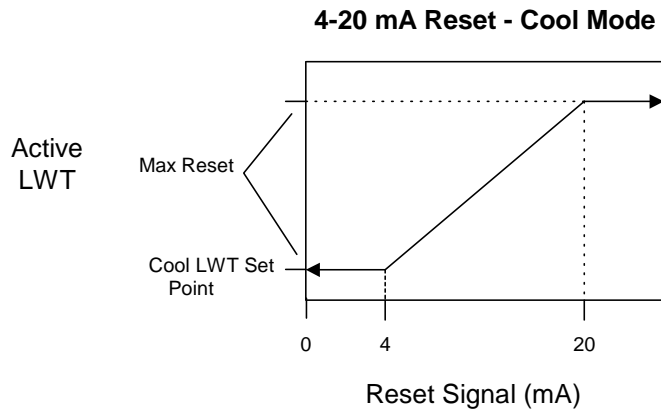 4-20 mA Reset - Cool Mode
Active
LWT
Max Reset
Cool LWT Set
Point
0
4
20
Reset Signal (mA)